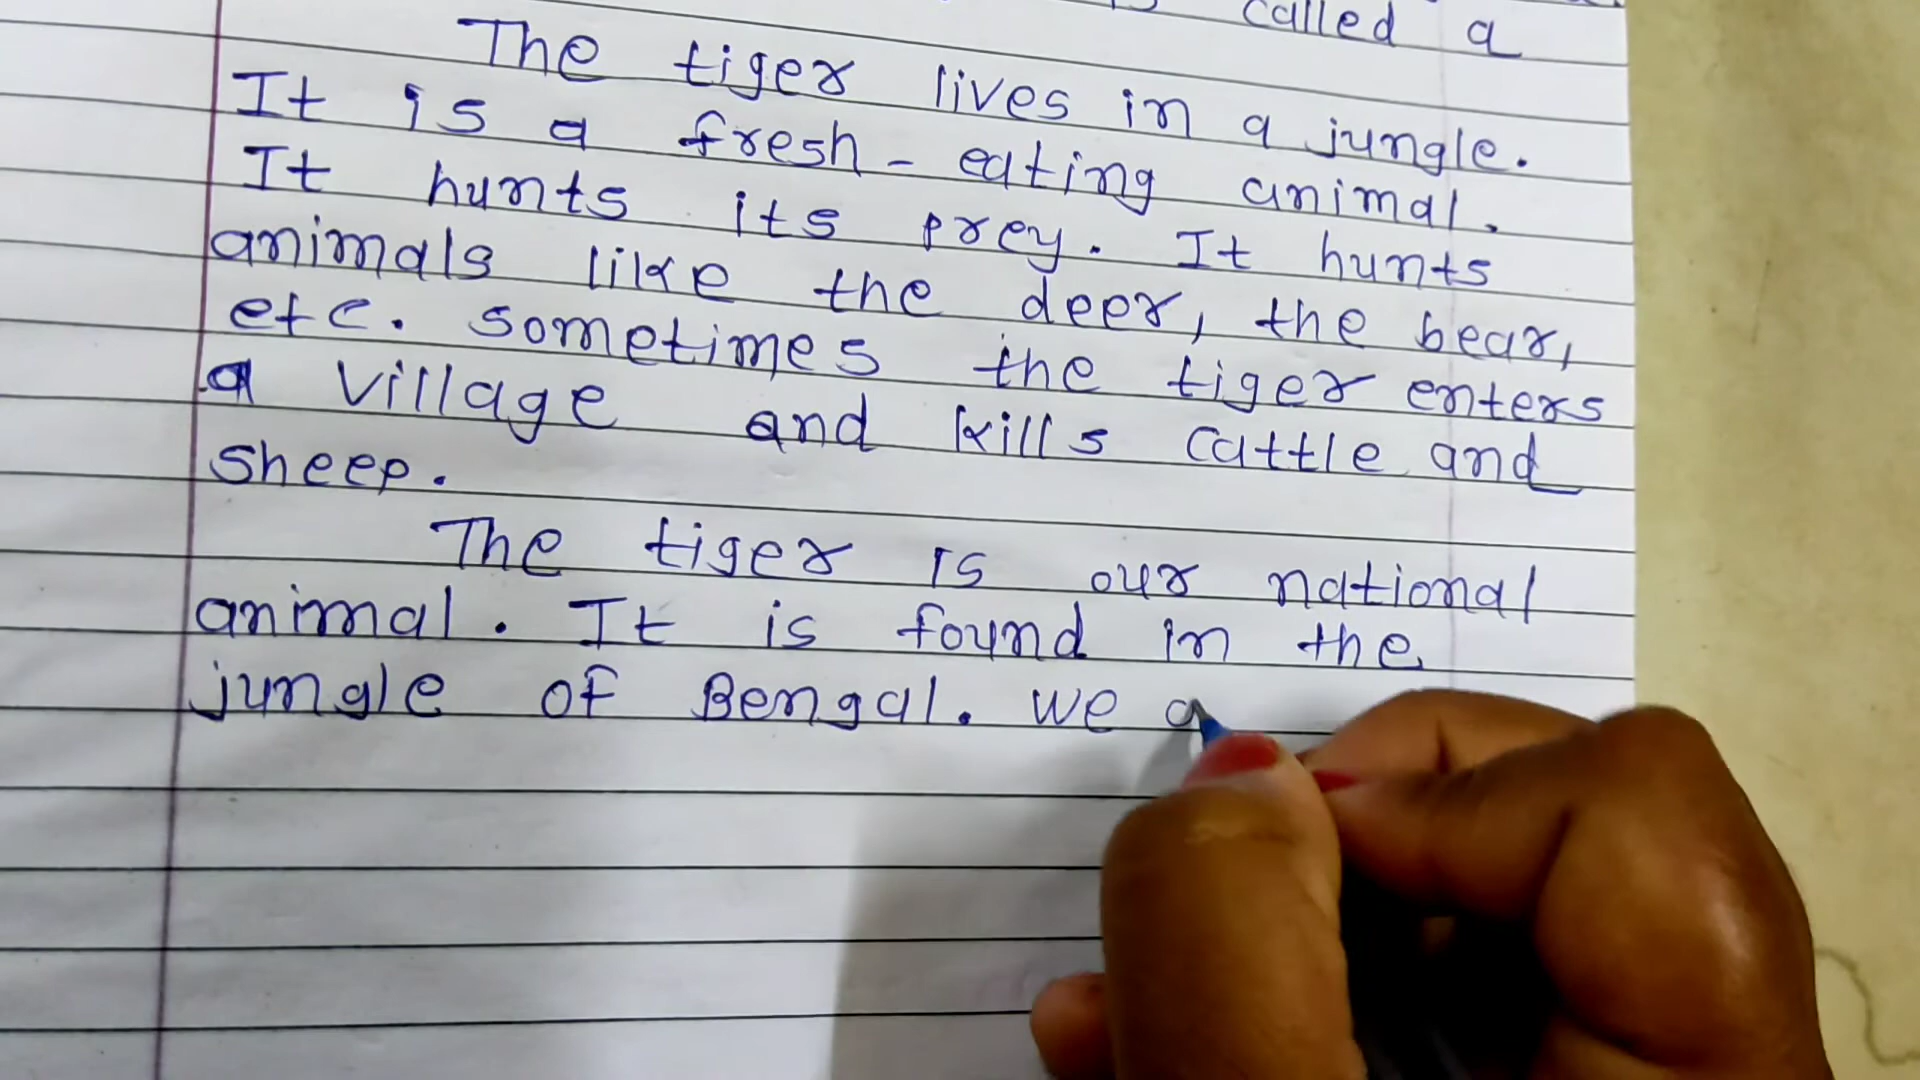 called a
The tiger lives in a jungle.
It is a fresh - eating animal.
It hunts its prey. It hunts
animals like the deer, the bear,
etc. sometimes the tiger enters
a village and kills cattle and
sheep.
The tiger is our national
animal. It is found in the
jungle of Bengal. We a